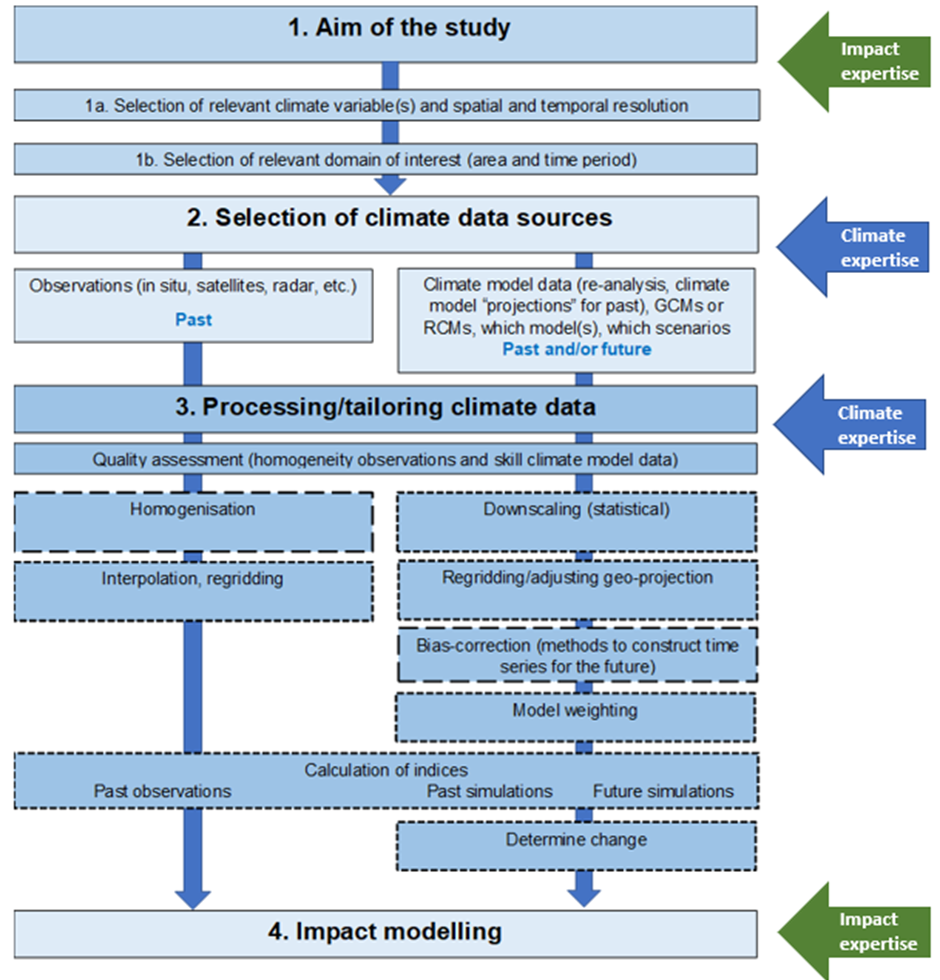 1. Aim of the study
Impact
expertise
1a. Selection of relevant climate variable(s) and spatial and temporal resolution
1b. Selection of relevant domain of interest (area and time period)
2. Selection of climate data sources
Climate
expertise
Observations (in situ, satellites, radar, etc.)
Past
Climate model data (re-analysis, climate
model “projections” for past), GCMs or
RCMs, which model(s), which scenarios
Past and/or future
3. Processing/tailoring climate data
Climate
expertise
Quality assessment (homogeneity observations and skill climate model data)
Homogenisation
Interpolation, regridding
Downscaling (statistical)
Regridding/adjusting geo-projection
Bias-correction (methods to construct time
series for the future)
Model weighting
Calculation of indices
Past observations
Past simulations
Future simulations
Determine change
4. Impact modelling
Impact
expertise